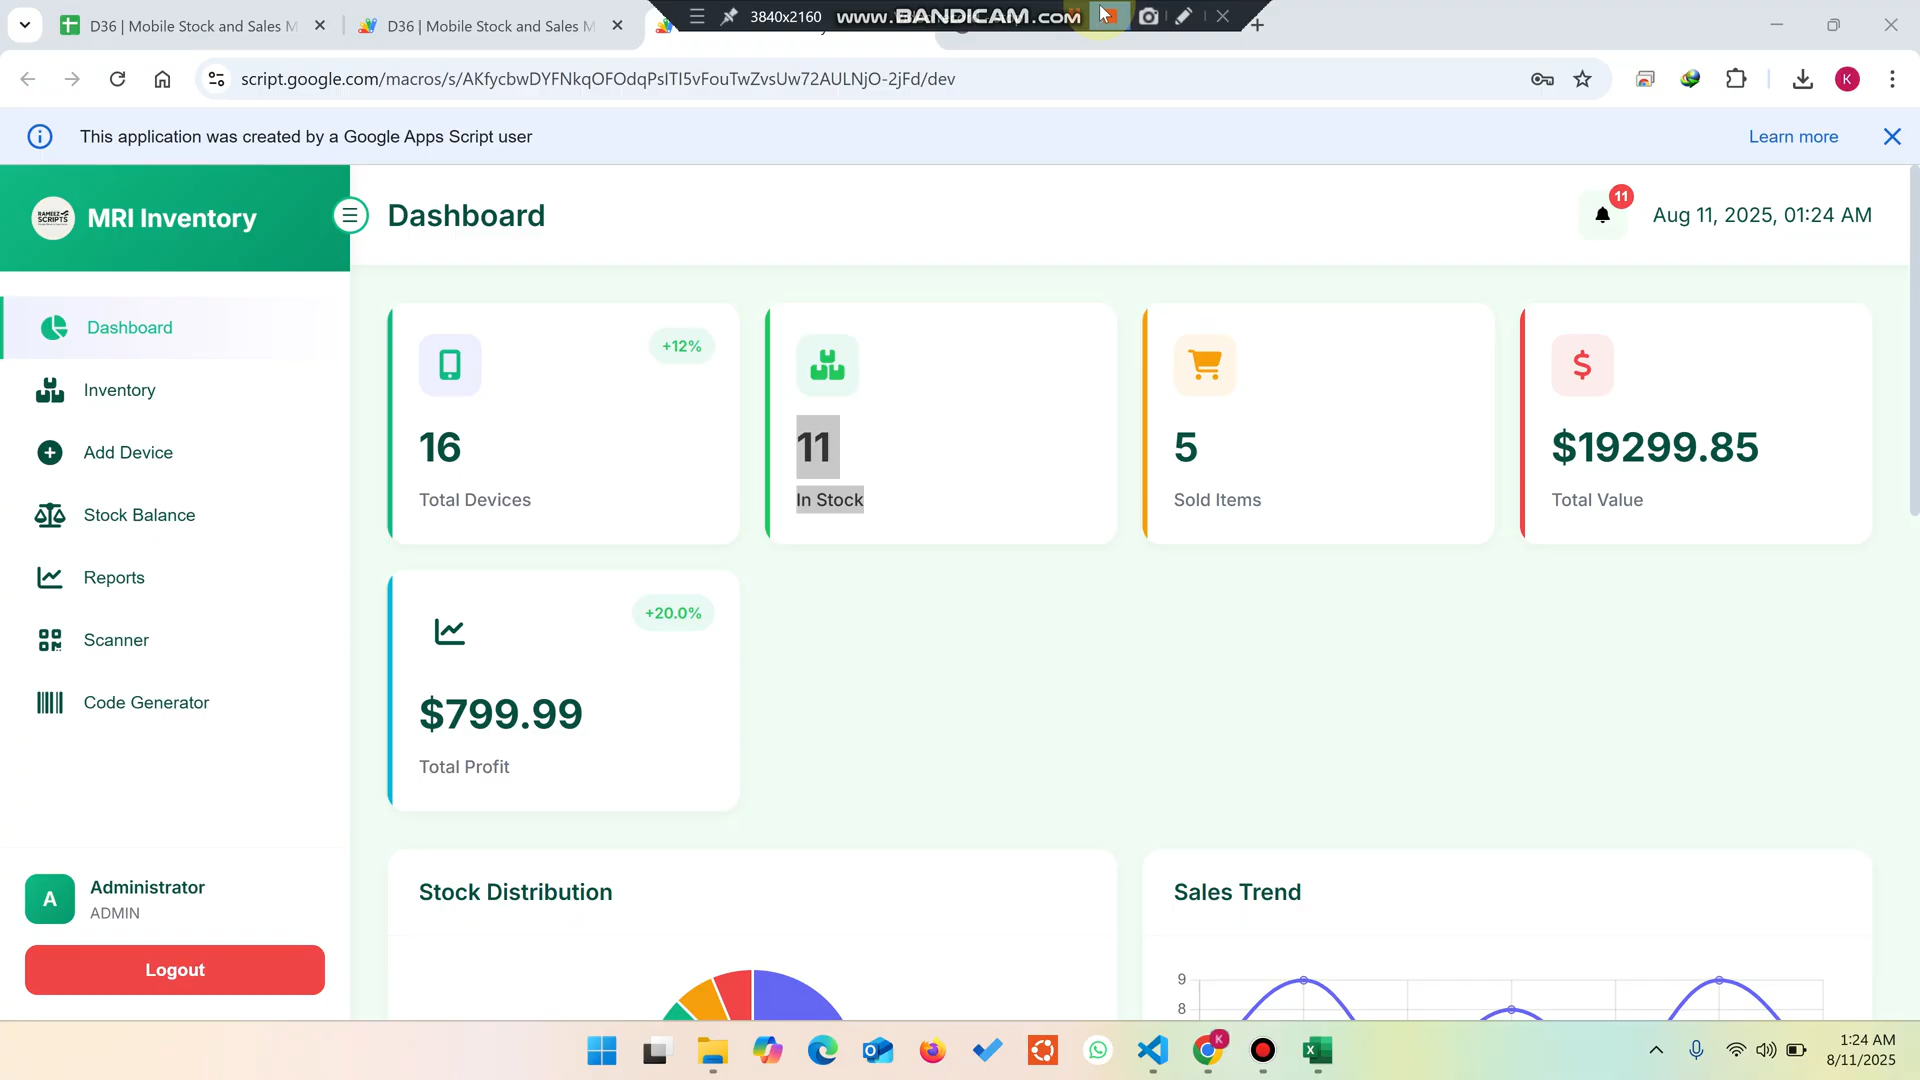 D36 | Mobile Stock and Sales M
D36 | Mobile Stock and Sales M
3840x2160
www.BANDICAM.com
script.google.com/macros/s/AKfycbwDYFNkqOFOdqPsITI5vFouTwZvsUw72AULNjO-2jFd/dev
K
This application was created by a Google Apps Script user
Learn more
RAMEEZ
SCRIPTS
MRI Inventory
Dashboard
11
Aug 11, 2025, 01:24 AM
Dashboard
Inventory
Add Device
Stock Balance
Reports
Scanner
Code Generator
+12%
16
Total Devices
11
In Stock
5
Sold Items
$19299.85
Total Value
+20.0%
$799.99
Total Profit
Stock Distribution
Sales Trend
9
8
A
Administrator
ADMIN
Logout
K
1:24 AM
8/11/2025